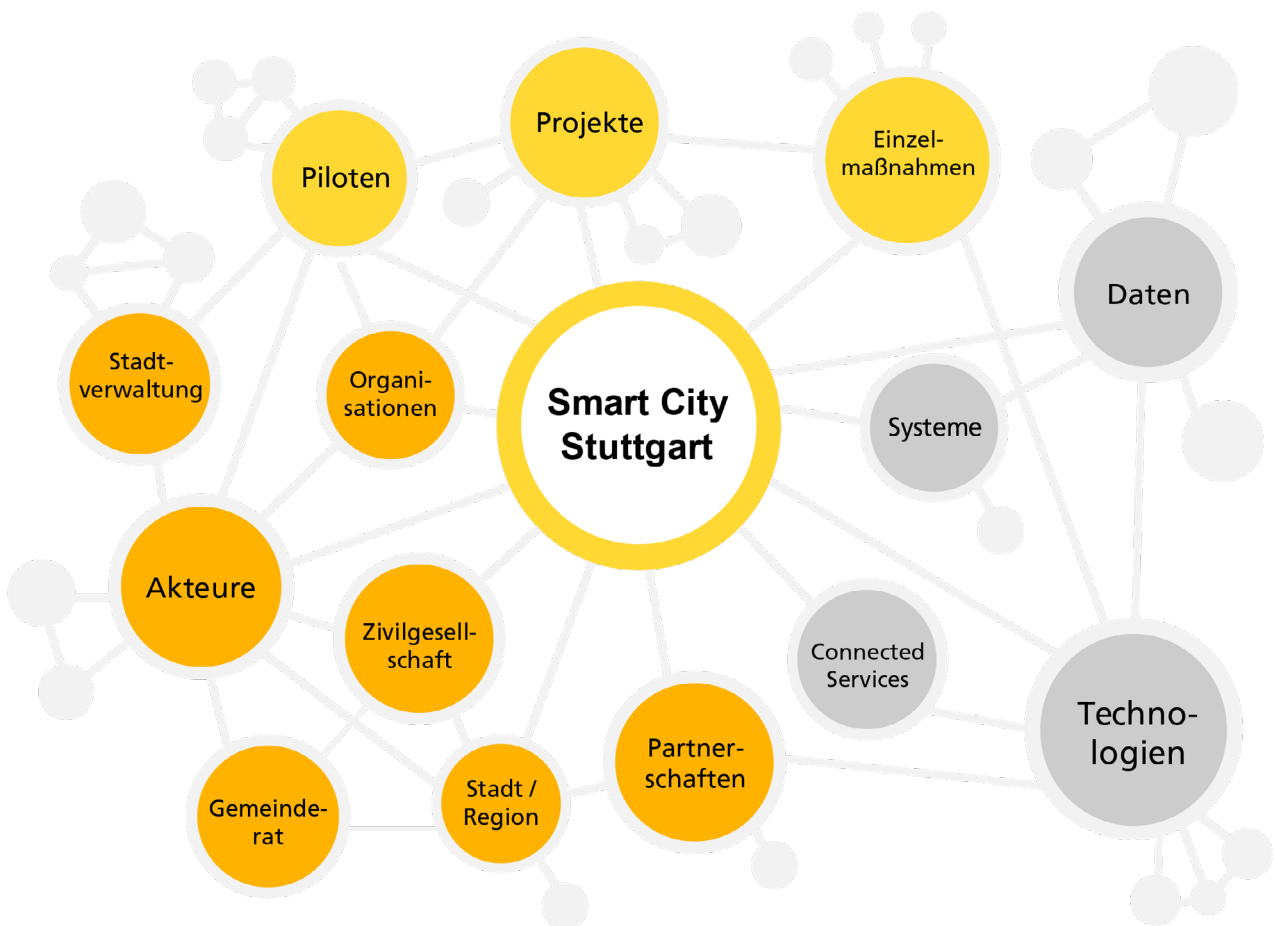 Projekte
Einzel-
maßnahmen
Piloten
Daten
Stadt-
verwaltung
Organi-
sationen
Smart City
Stuttgart
Systeme
Akteure
Zivilgesell-
schaft
Connected
Services
Techno-
logien
Partner-
schaften
Stadt /
Region
Gemeinde-
rat